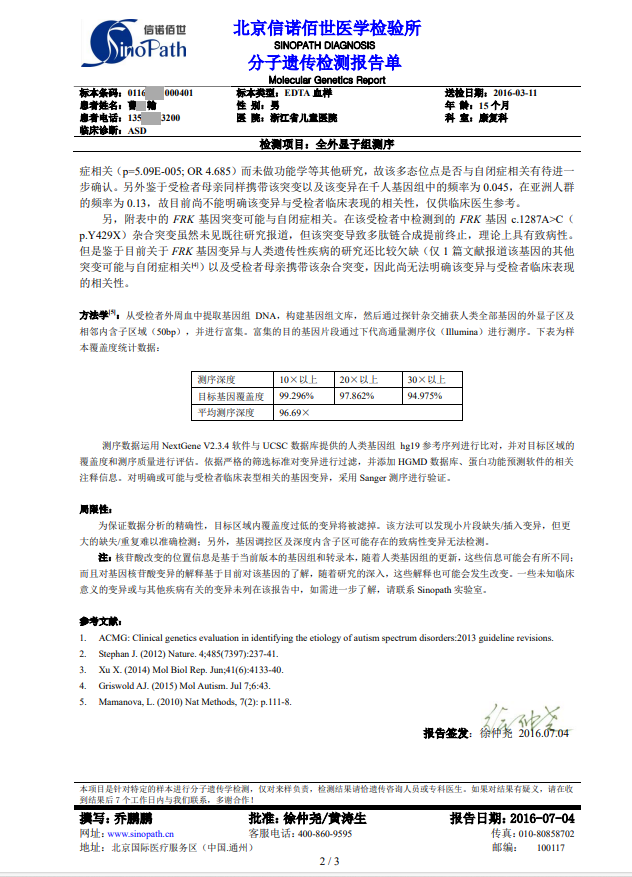 信诺佰世
SinoPath
北京信诺佰世医学检验所
SINOPATH DIAGNOSIS
分子遗传检测报告单
Molecular Genetics Report
标本条码：0116 000401 标本类型：EDTA 血样 送检日期：2016-03-11
患者姓名：曹 翰 性 别：男 年 龄：15 个月
患者电话：135 3200 医 院：浙江省儿童医院 科 室：康复科
临床诊断：ASD
检测项目：全外显子组测序
症相关（p=5.09E-005; OR 4.685）而未做功能学等其他研究，故该多态位点是否与自闭症相关有待进一
步确认。另外鉴于受检者母亲同样携带该突变以及该变异在千人基因组中的频率为 0.045，在亚洲人群
的频率为 0.13，故目前尚不能明确该变异与受检者临床表现的相关性，仅供临床医生参考。
另，附表中的 FRK 基因突变可能与自闭症相关。在该受检者中检测到的 FRK 基因 c.1287A>C（
p.Y429X）杂合突变虽然未见既往研究报道，但该突变导致多肽链合成提前终止，理论上具有致病性。
但是鉴于目前关于 FRK 基因变异与人类遗传性疾病的研究还比较欠缺（仅 1 篇文献报道该基因的其他
突变可能与自闭症相关[4]）以及受检者母亲携带该杂合突变，因此尚无法明确该变异与受检者临床表现
的相关性。
方法学[5]：从受检者外周血中提取基因组 DNA，构建基因组文库，然后通过探针杂交捕获人类全部基因的外显子区及
相邻内含子区域（50bp），并进行富集。富集的目的基因片段通过下代高通量测序仪（Illumina）进行测序。下表为样
本覆盖度统计数据：
测序深度 10×以上 20×以上 30×以上
目标基因覆盖度 99.296% 97.862% 94.975%
平均测序深度 96.69×
测序数据运用 NextGene V2.3.4 软件与 UCSC 数据库提供的人类基因组 hg19 参考序列进行比对，并对目标区域的
覆盖度和测序质量进行评估。依据严格的筛选标准对变异进行过滤，并添加 HGMD 数据库、蛋白功能预测软件的相关
注释信息。对明确或可能与受检者临床表型相关的基因变异，采用 Sanger 测序进行验证。
局限性：
为保证数据分析的精确性，目标区域内覆盖度过低的变异将被滤掉。该方法可以发现小片段缺失/插入变异，但更
大的缺失/重复难以准确检测；另外，基因调控区及深度内含子区可能存在的致病性变异无法检测。
注：核苷酸改变的位置信息是基于当前版本的基因组和转录本，随着人类基因组的更新，这些信息可能会有所不同；
而且对基因核苷酸变异的解释基于目前对该基因的了解，随着研究的深入，这些解释也可能会发生改变。一些未知临床
意义的变异或与其他疾病有关的变异未列在该报告中，如需进一步了解，请联系 Sinopath 实验室。
参考文献：
1. ACMG: Clinical genetics evaluation in identifying the etiology of autism spectrum disorders:2013 guideline revisions.
2. Stephan J. (2012) Nature. 4;485(7397):237-41.
3. Xu X. (2014) Mol Biol Rep. Jun;41(6):4133-40.
4. Griswold AJ. (2015) Mol Autism. Jul 7;6:43.
5. Mamanova, L. (2010) Nat Methods, 7(2): p.111-8.
徐仲尧
报告签发：徐仲尧 2016.07.04
本项目是针对特定的样本进行分子遗传学检测，仅对来样负责，检测结果请恰遗传咨询人员或专科医生。如果对结果有疑义，请在收
到结果后 7 个工作日内与我们联系，多谢合作！
撰写：乔鹏鹏 批准：徐仲尧/黄涛生 报告日期：2016-07-04
网址：www.sinopath.cn 客服电话：400-860-9595 传真：010-80858702
地址：北京国际医疗服务区（中国.通州） 邮编： 100117
2 / 3